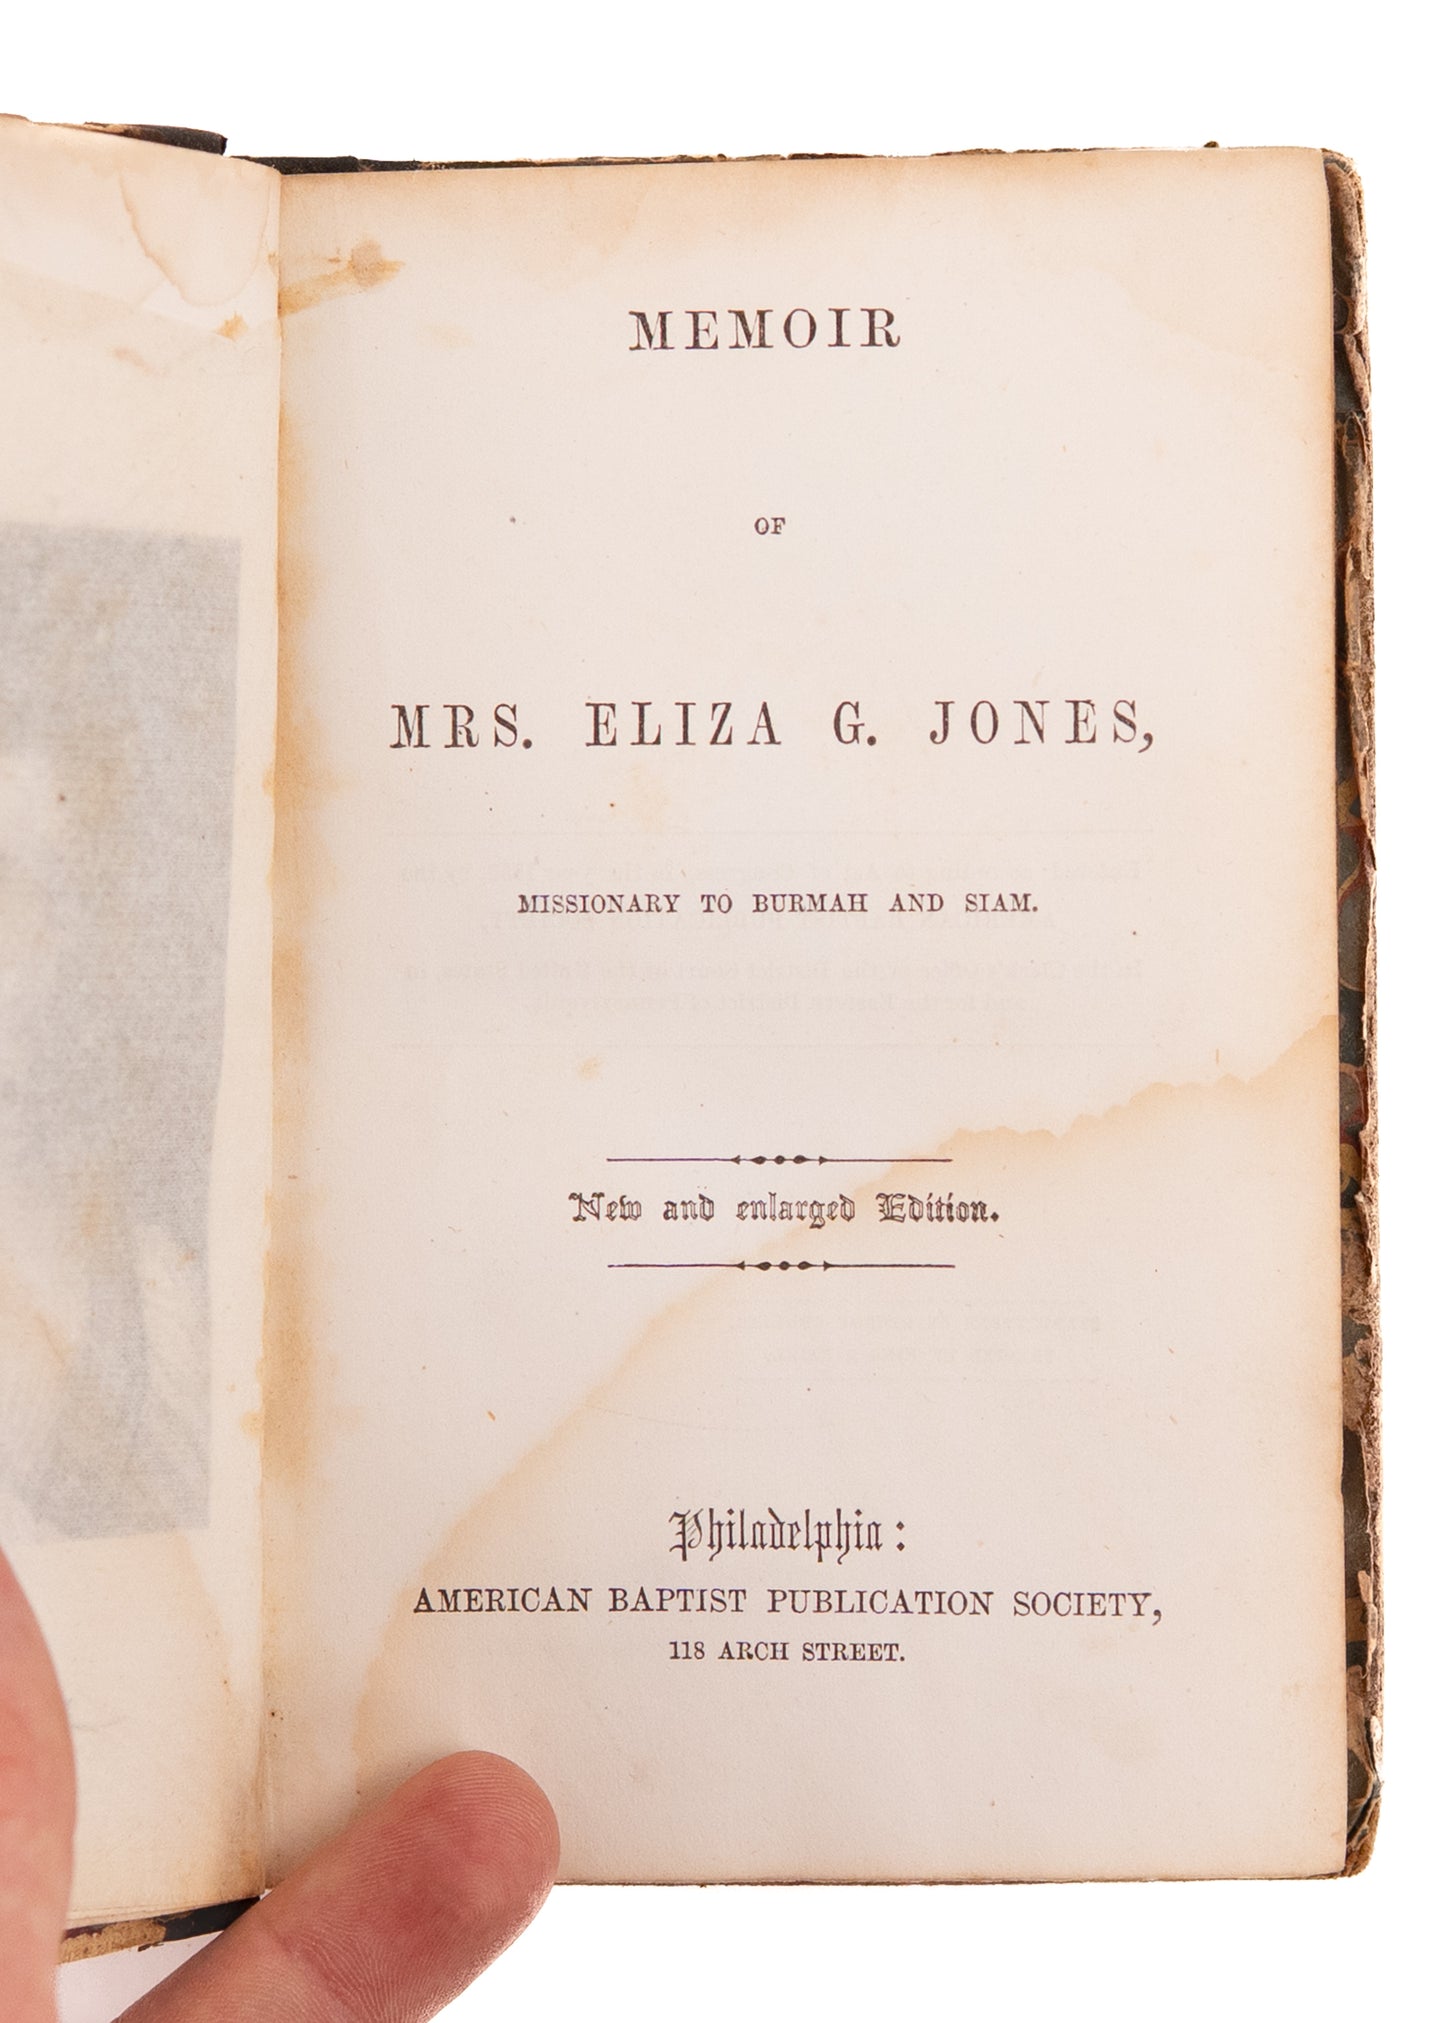 MEMOIR
OF
MRS. ELIZA G. JONES,
MISSIONARY TO BURMAH AND SIAM.
New and enlarged Edition.
Philadelphia:
AMERICAN BAPTIST PUBLICATION SOCIETY,
118 ARCH STREET.